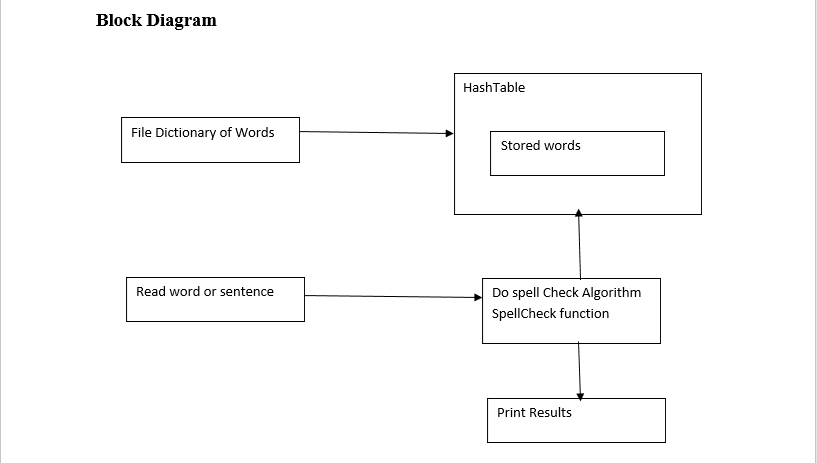 Block Diagram
HashTable
File Dictionary of Words
Stored words
Read word or sentence
Do spell Check Algorithm
SpellCheck function
Print Results